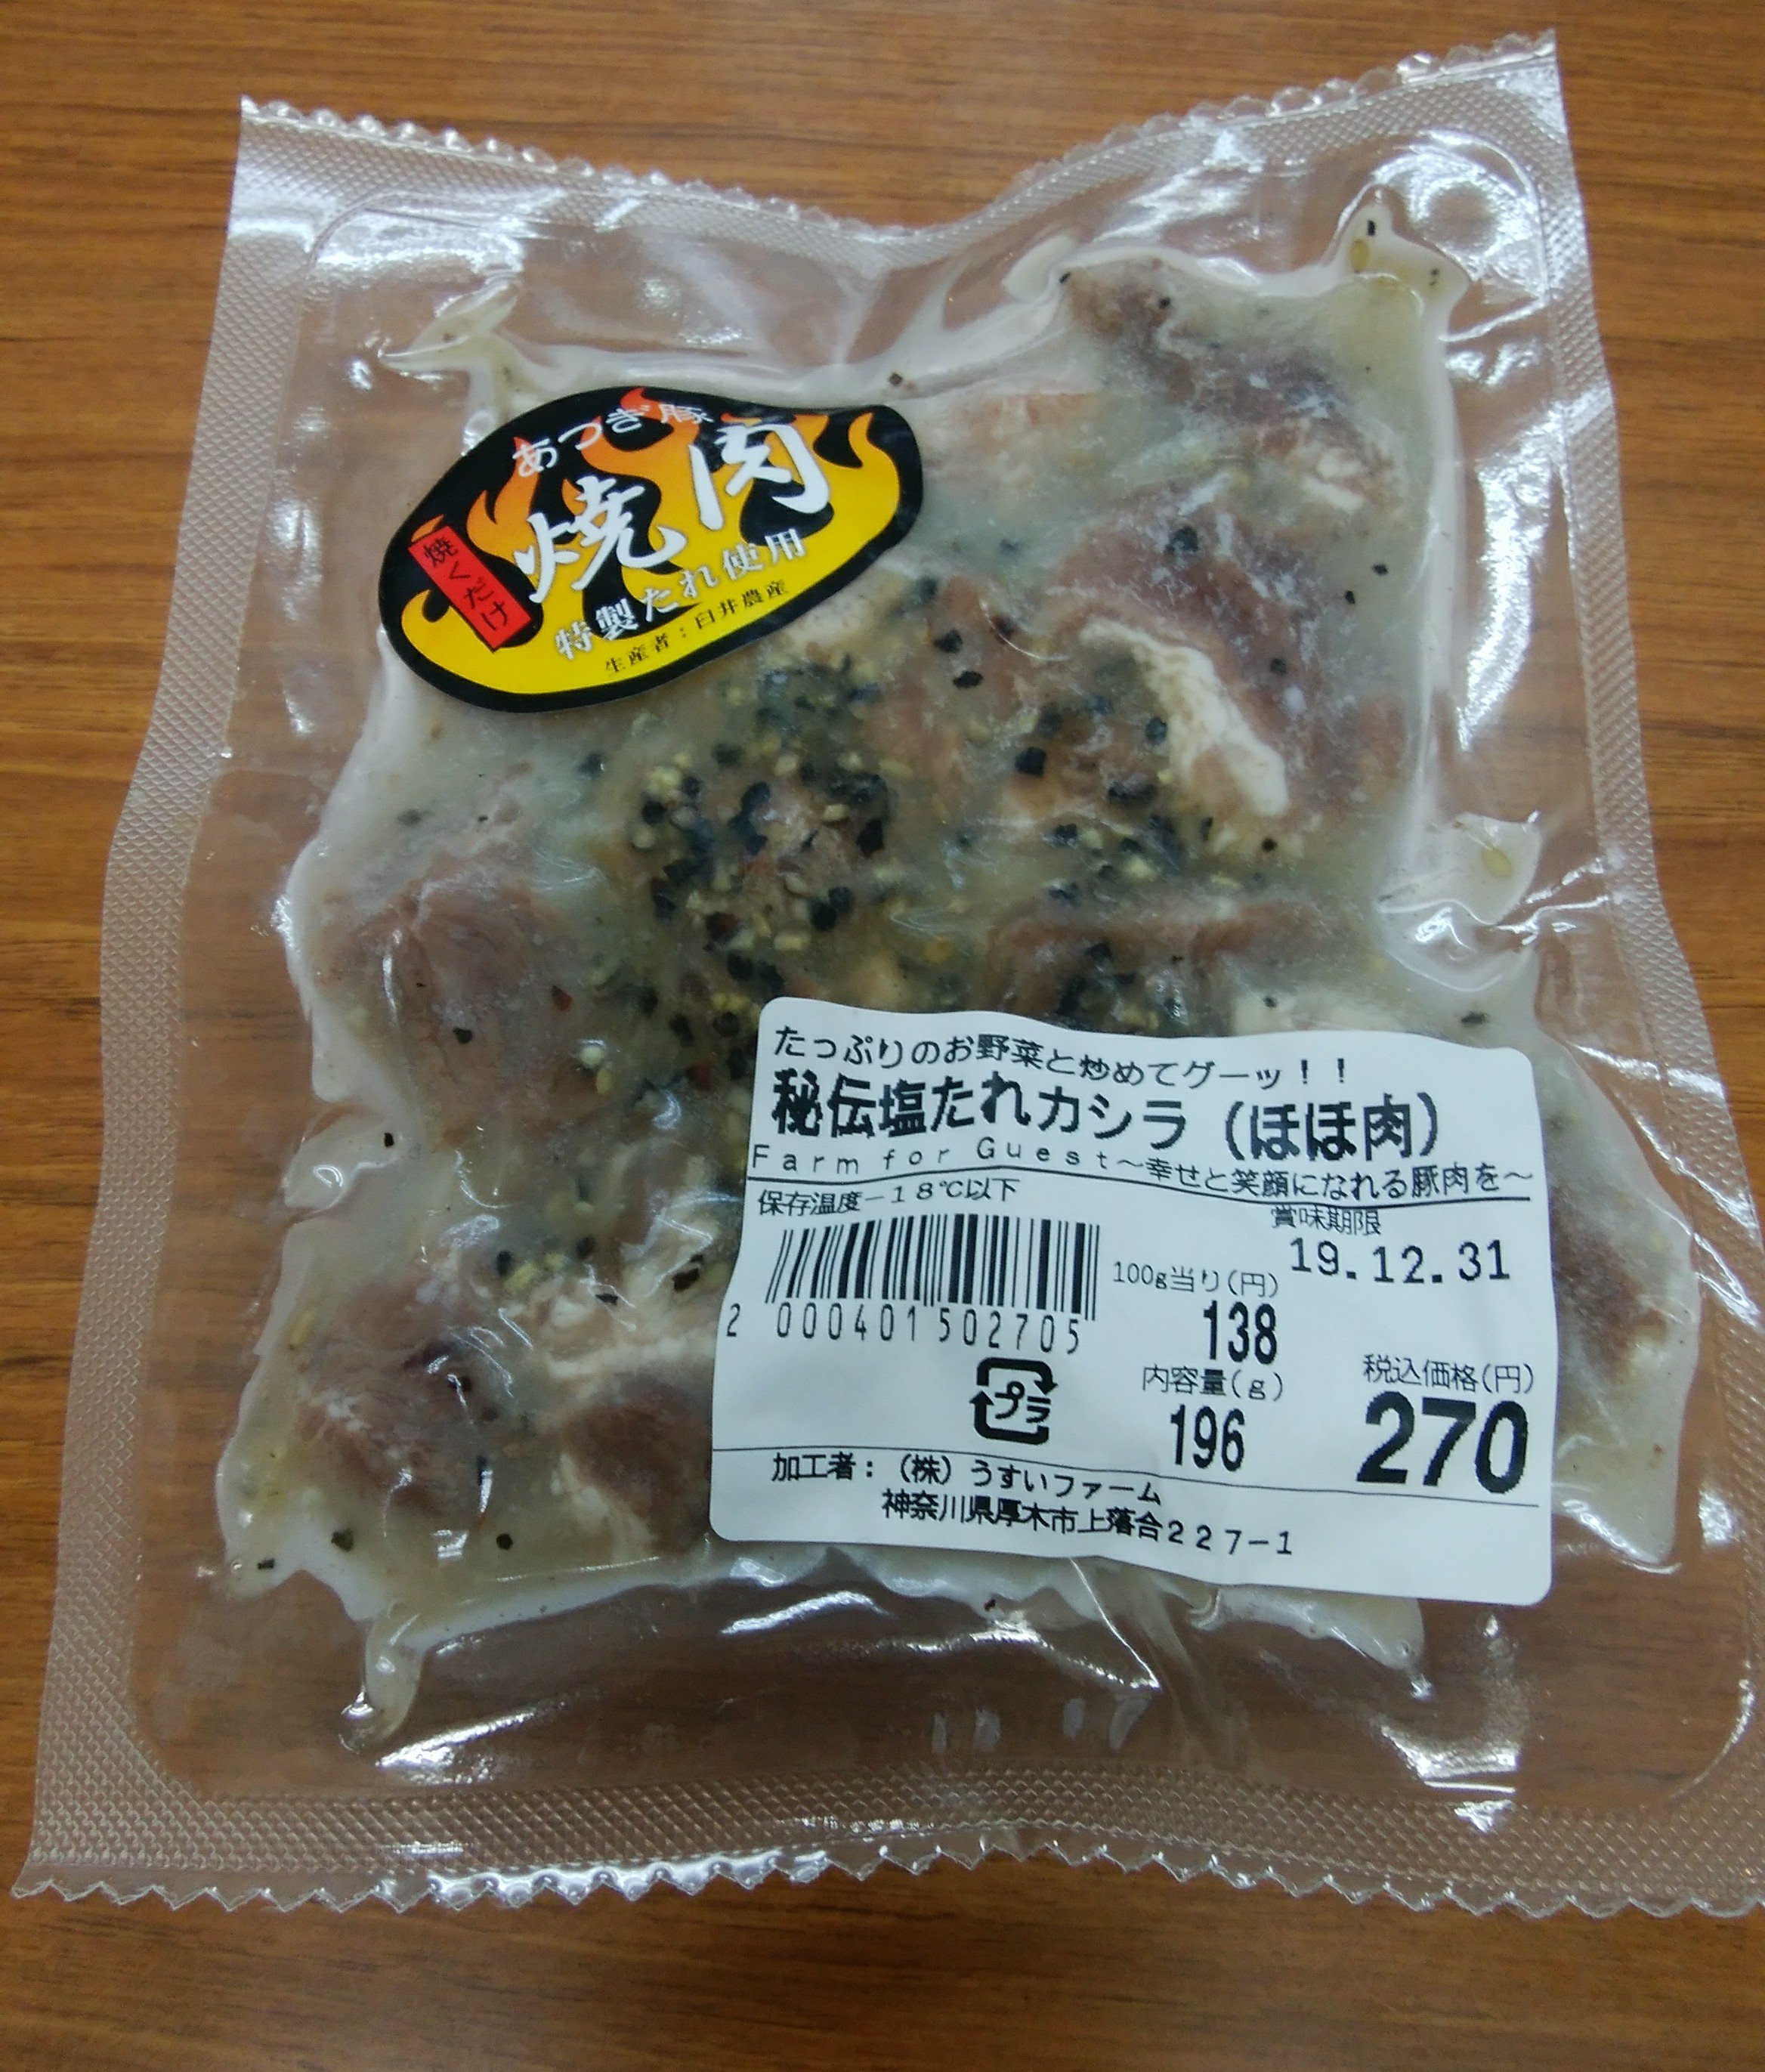 あつぎ豚
焼肉
焼くだけ
特製たれ使用
生産者：臼井農産
たっぷりのお野菜と炒めてグーッ！！
秘伝塩たれカシラ（ほほ肉）
Farm for Guest～幸せと笑顔になれる豚肉を～
保存温度－18℃以下
賞味期限
19.12.31
100g当り(円)
138
2 000401 502705
プラ
内容量(g)
196
税込価格(円)
270
加工者：（株）うすいファーム
神奈川県厚木市上落合227－1